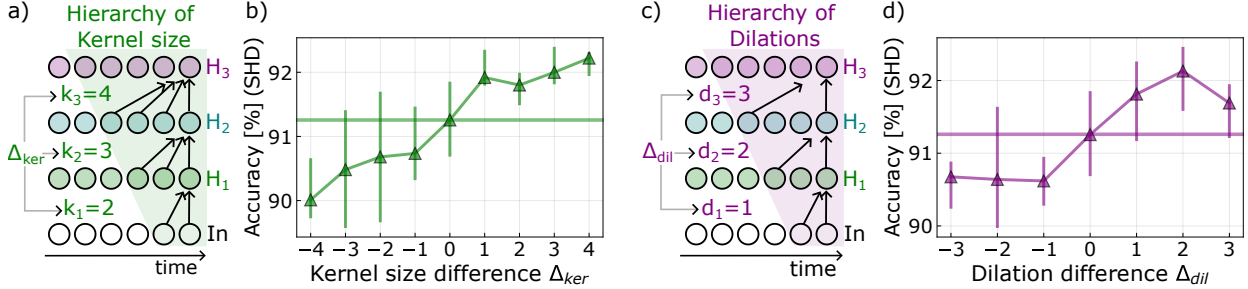 a)
Hierarchy of
Kernel size
H3
k3=4
H2
Δker
k2=3
H1
k1=2
In
time
b)
Accuracy [%] (SHD)
92
91
90
−4 −3 −2 −1 0 1 2 3 4
Kernel size difference Δker
c)
Hierarchy of
Dilations
H3
d3=3
H2
Δdil
d2=2
H1
d1=1
In
time
d)
Accuracy [%] (SHD)
92
91
90
−3 −2 −1 0 1 2 3
Dilation difference Δdil